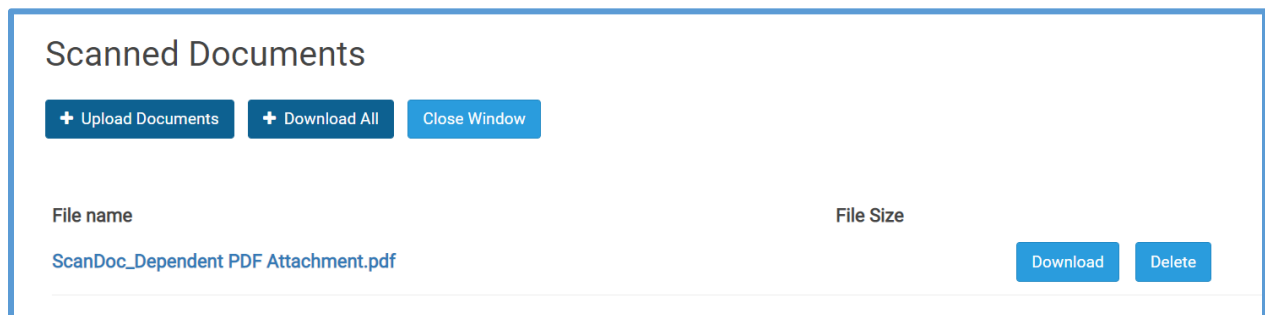 Scanned Documents
+ Upload Documents + Download All Close Window
File name File Size
ScanDoc_Dependent PDF Attachment.pdf Download Delete